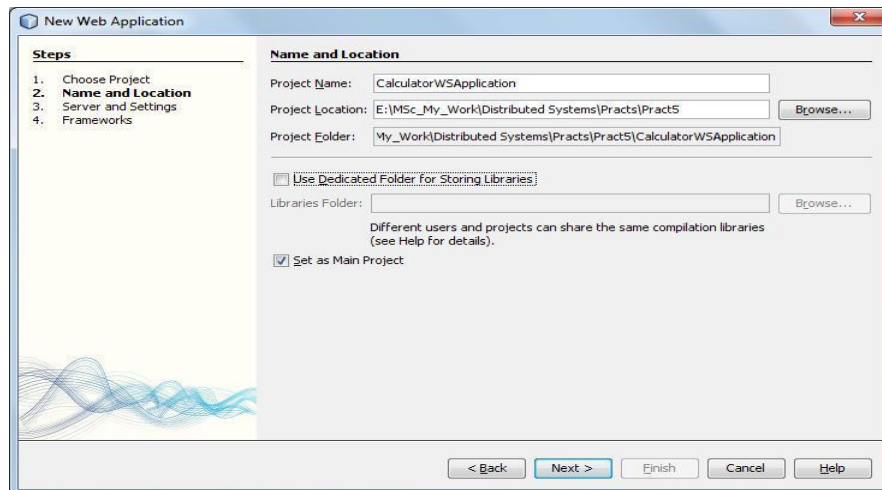 New Web Application
Steps
1. Choose Project
2. Name and Location
3. Server and Settings
4. Frameworks
Name and Location
Project Name: CalculatorWSApplication
Project Location: E:\MSc_My_Work\Distributed Systems\Practs\Pract5 Browse...
Project Folder: My_Work\Distributed Systems\Practs\Pract5\CalculatorWSApplication
Use Dedicated Folder for Storing Libraries
Libraries Folder: Browse...
Different users and projects can share the same compilation libraries
(see Help for details).
Set as Main Project
< Back Next > Finish Cancel Help